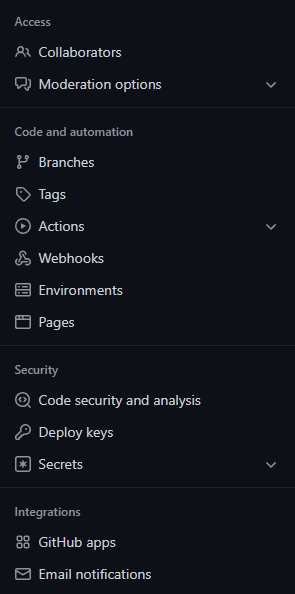 Access
Collaborators
Moderation options
Code and automation
Branches
Tags
Actions
Webhooks
Environments
Pages
Security
Code security and analysis
Deploy keys
Secrets
Integrations
GitHub apps
Email notifications